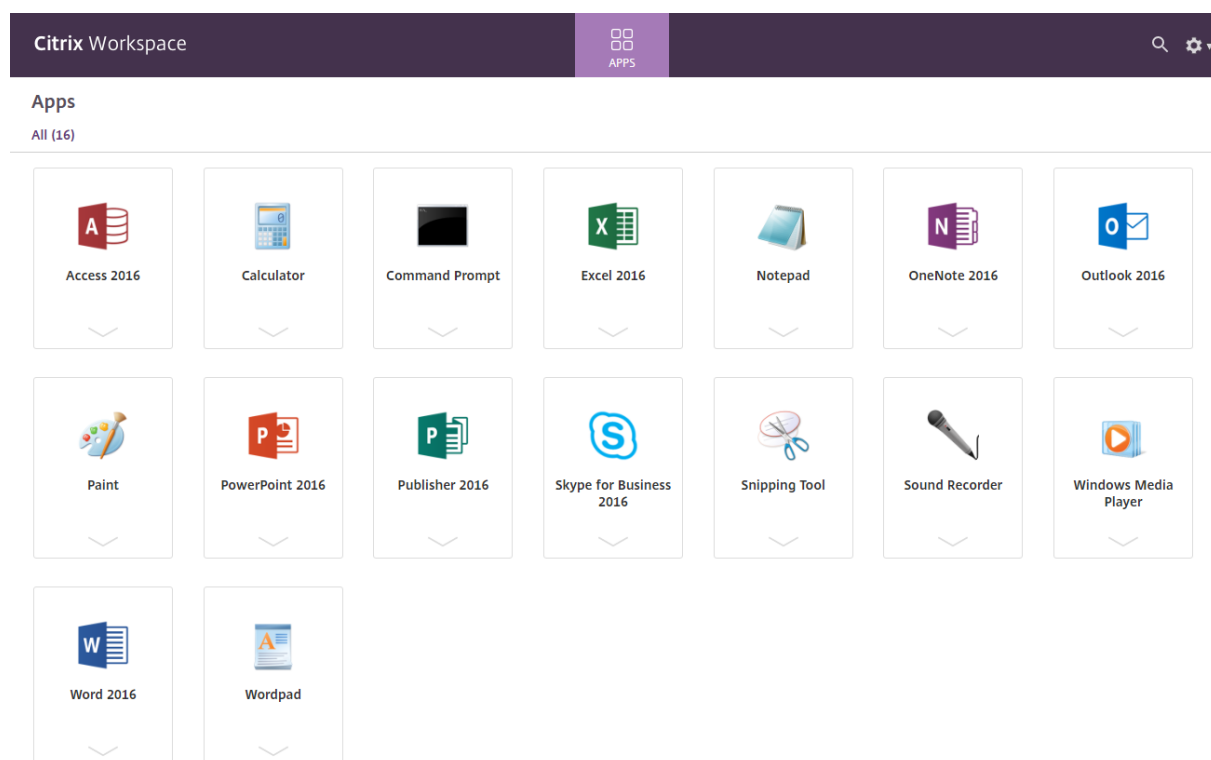 Citrix Workspace
APPS
Apps
All (16)
Access 2016
Calculator
Command Prompt
Excel 2016
Notepad
OneNote 2016
Outlook 2016
Paint
PowerPoint 2016
Publisher 2016
Skype for Business
2016
Snipping Tool
Sound Recorder
Windows Media
Player
Word 2016
Wordpad